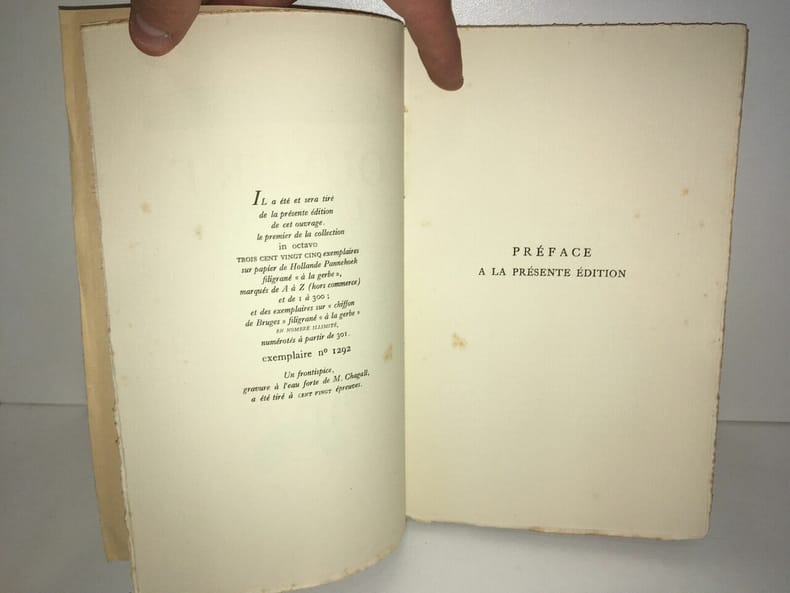 IL a été et sera tiré
de la présente édition
de cet ouvrage.
le premier de la collection
in octavo
TROIS CENT VINGT CINQ exemplaires
sur papier de Hollande Pannekoek
filigrané « à la gerbe »,
marqués de A à Z (hors commerce)
et de 1 à 300 ;
et des exemplaires sur « chiffon
de Bruges » filigrané « à la gerbe »
EN NOMBRE ILLIMITÉ,
numérotés à partir de 301.
exemplaire nº 1292
Un frontispice,
gravure à l'eau forte de M. Chagall,
a été tiré à CENT VINGT épreuves.
PRÉFACE
A LA PRÉSENTE ÉDITION